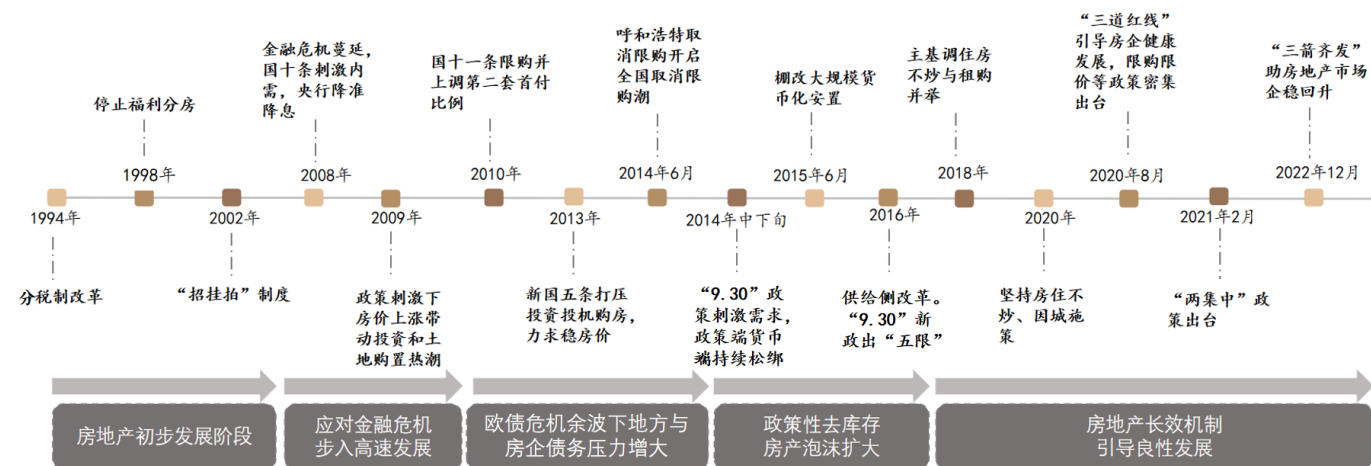 停止福利分房
金融危机蔓延，
国十条刺激内
需，央行降准
降息
国十一条限购并
上调第二套首付
比例
呼和浩特取
消限购开启
全国取消限
购潮
棚改大规模货
币化安置
主基调住房
不炒与租购
并举
“三道红线”
引导房企健康
发展，限购限
价等政策密集
出台
“三箭齐发”
助房地产市场
企稳回升
1998年
2008年
2010年
2014年6月
2015年6月
2018年
2020年8月
2022年12月
1994年
2002年
2009年
2013年
2014年中下旬
2016年
2020年
2021年2月
分税制改革
“招挂拍”制度
政策刺激下
房价上涨带
动投资和土
地购置热潮
新国五条打压
投资投机购房，
力求稳房价
“9.30”政
策刺激需求，
政策端货币
端持续松绑
供给侧改革。
“9.30”新
政出“五限”
坚持房住不
炒、因城施
策
“两集中”政
策出台
房地产初步发展阶段
应对金融危机
步入高速发展
欧债危机余波下地方与
房企债务压力增大
政策性去库存
房产泡沫扩大
房地产长效机制
引导良性发展